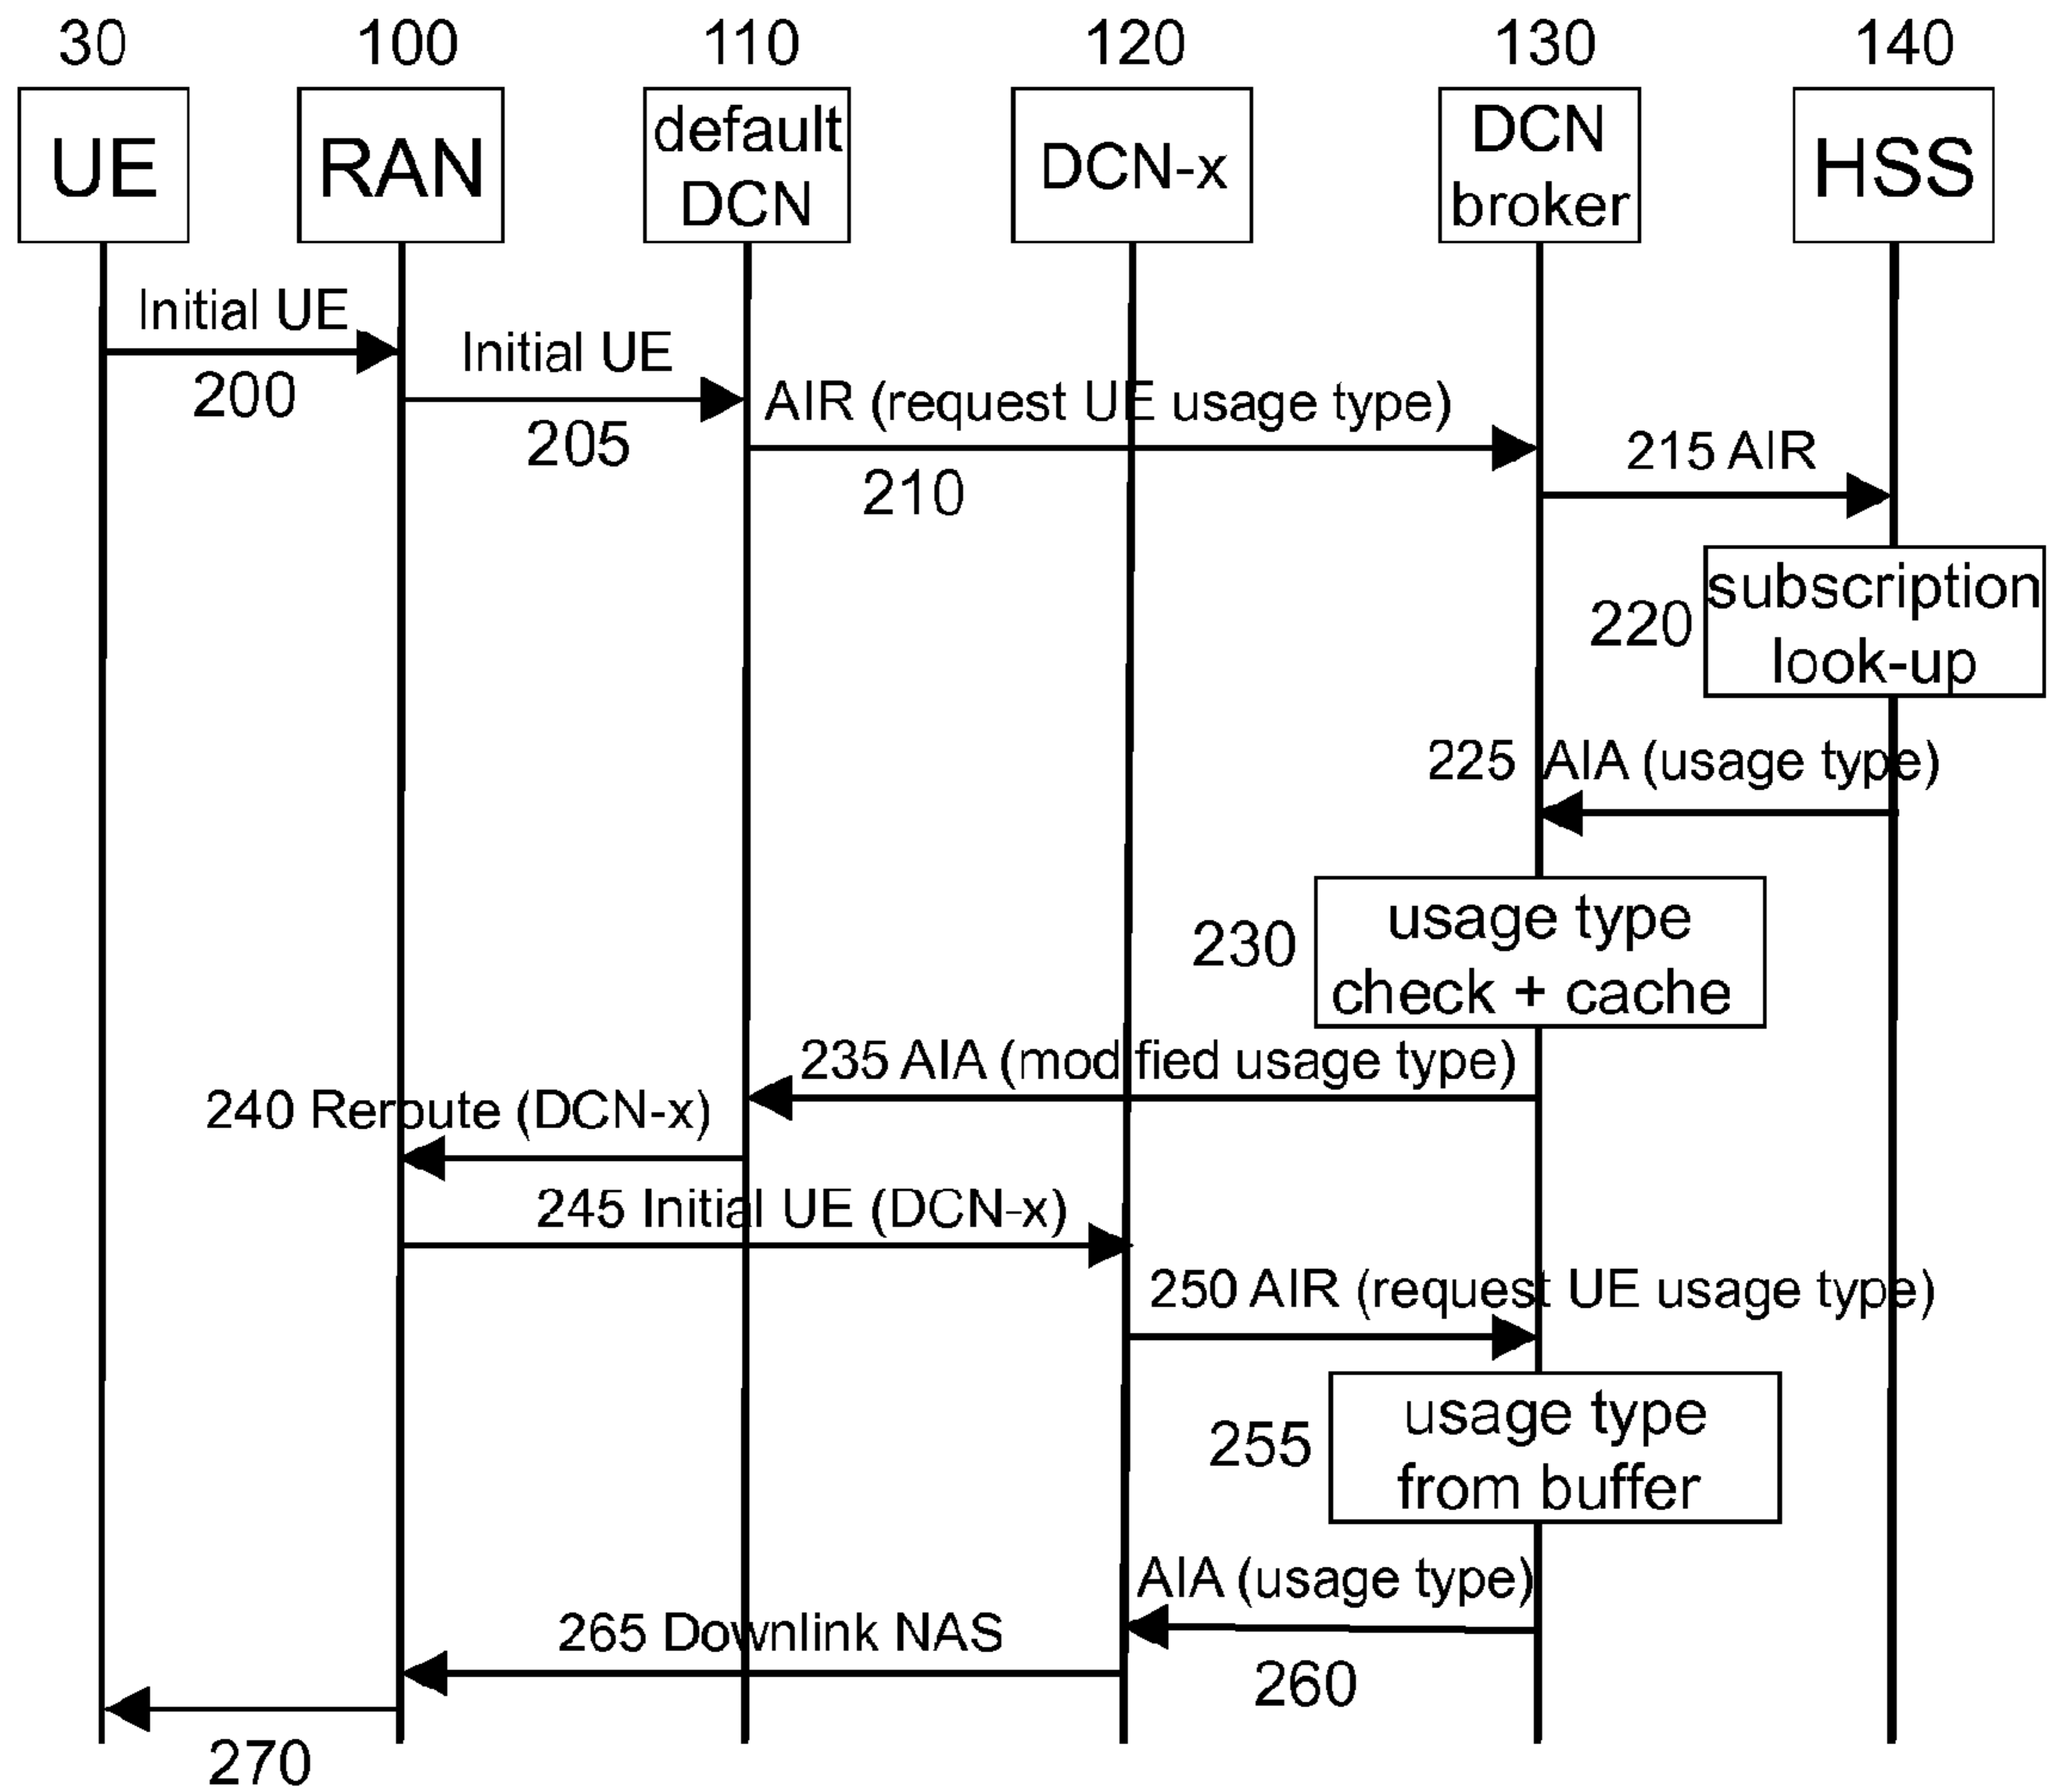 30 100 110 120 130 140
UE RAN default DCN DCN-x DCN broker HSS
Initial UE
200
Initial UE
205
AIR (request UE usage type)
210
215 AIR
220
subscription
look-up
225 AIA (usage type)
230
usage type
check + cache
235 AIA (modified usage type)
240 Reroute (DCN-x)
245 Initial UE (DCN-x)
250 AIR (request UE usage type)
255
usage type
from buffer
AIA (usage type)
260
265 Downlink NAS
270